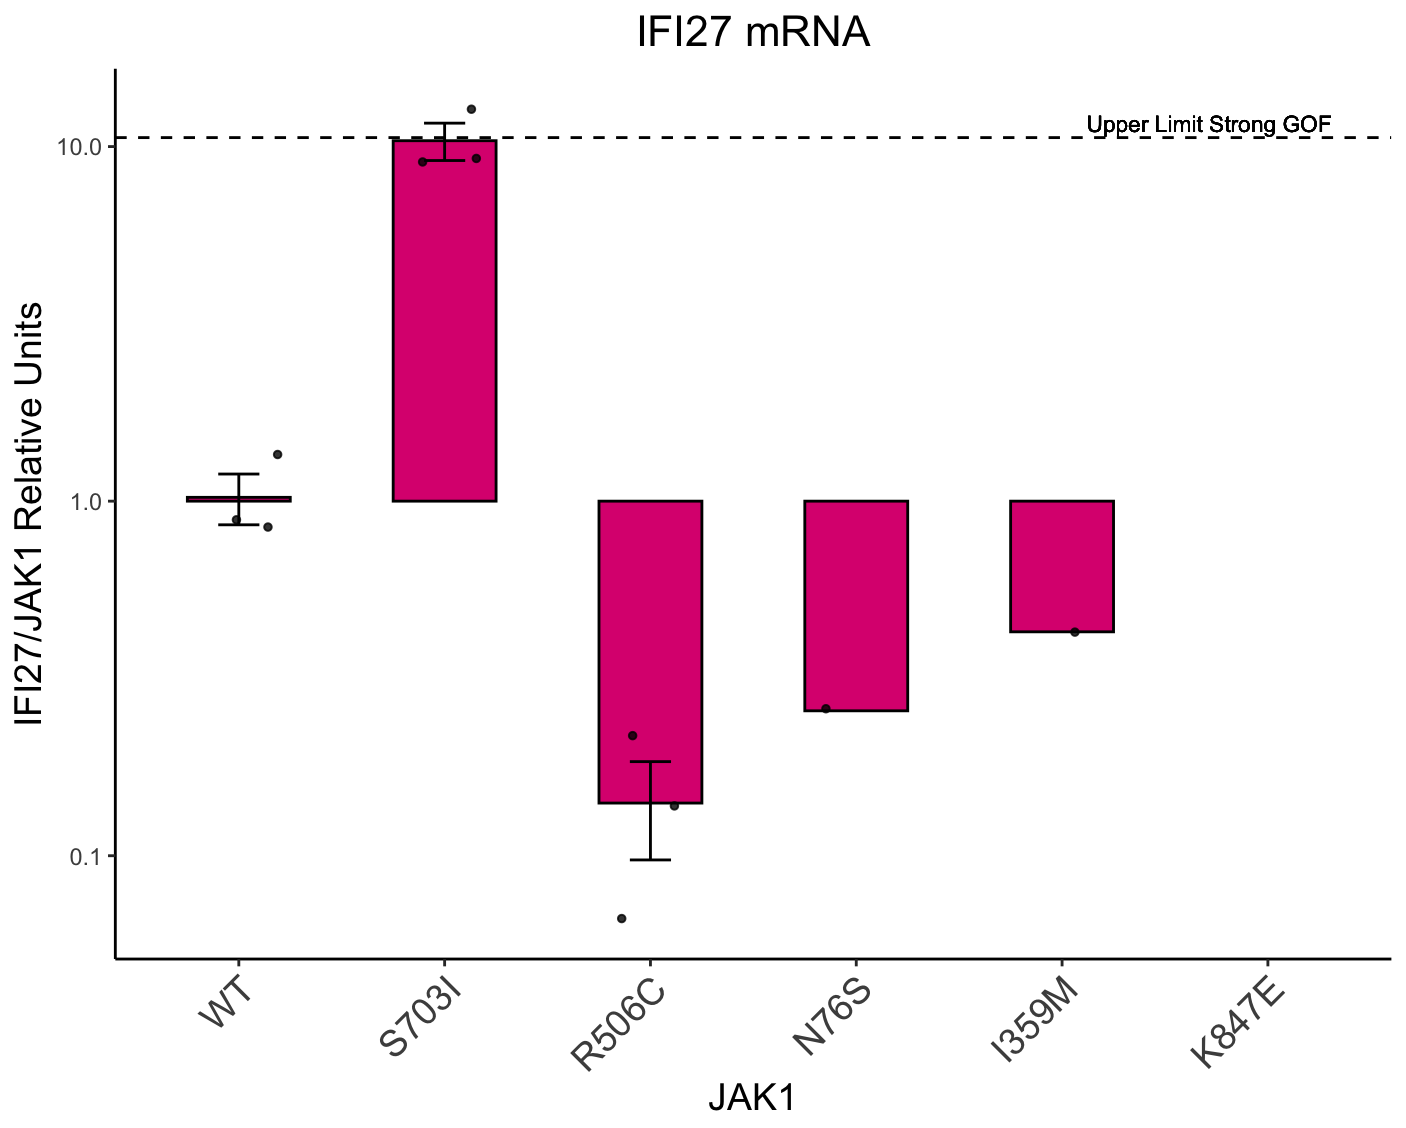 IFI27 mRNA
Upper Limit Strong GOF
10.0
1.0
0.1
IFI27/JAK1 Relative Units
WT
S703I
R506C
N76S
I359M
K847E
JAK1